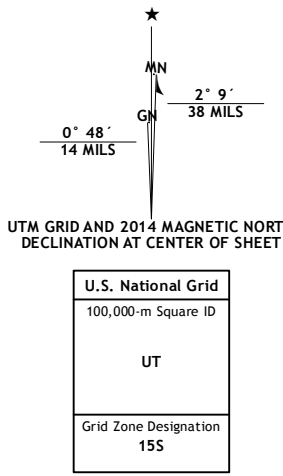 MN
2° 9´
38 MILS
GN
0° 48´
14 MILS
UTM GRID AND 2014 MAGNETIC NORT
DECLINATION AT CENTER OF SHEET
U.S. National Grid
100,000-m Square ID
UT
Grid Zone Designation
15S